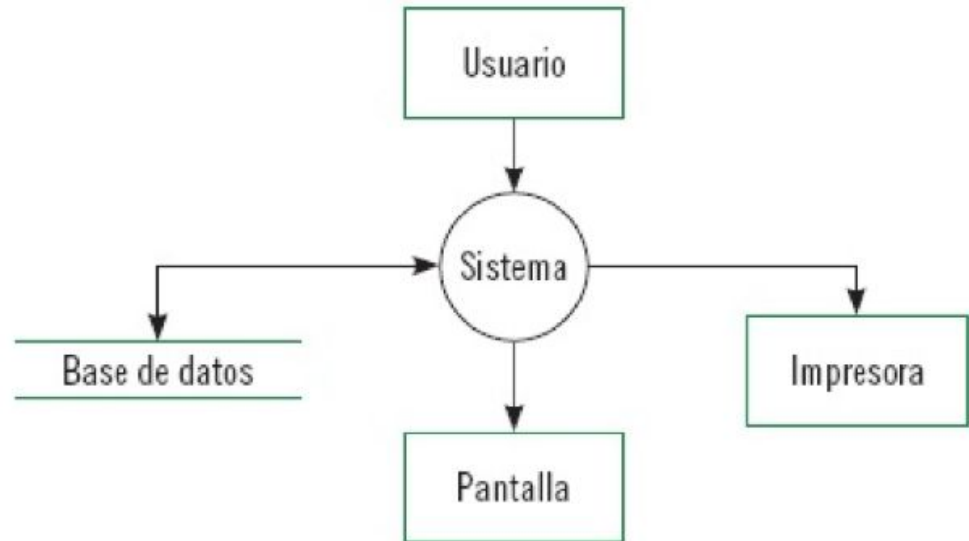 Usuario
Sistema
Base de datos
Impresora
Pantalla